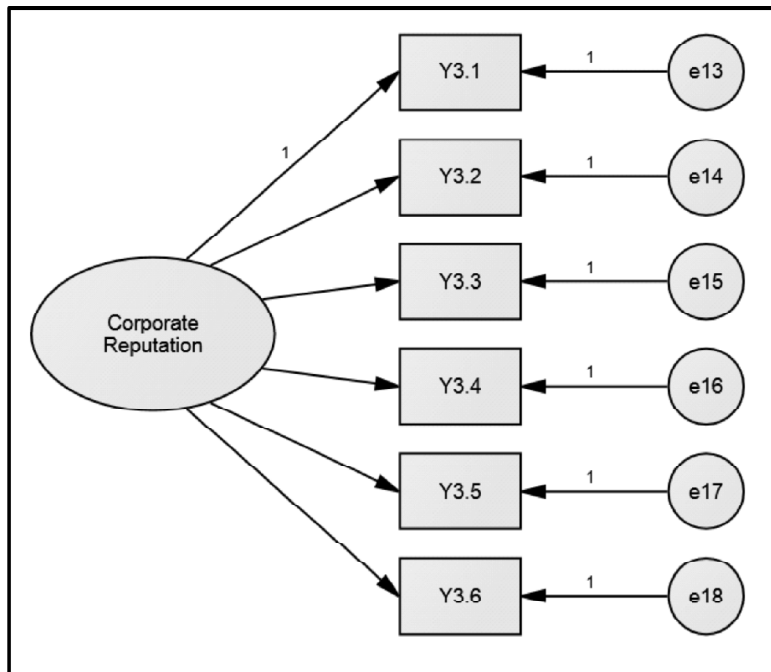 Y3.1
1
e13
1
Y3.2
1
e14
Y3.3
1
e15
Corporate
Reputation
Y3.4
1
e16
Y3.5
1
e17
Y3.6
1
e18